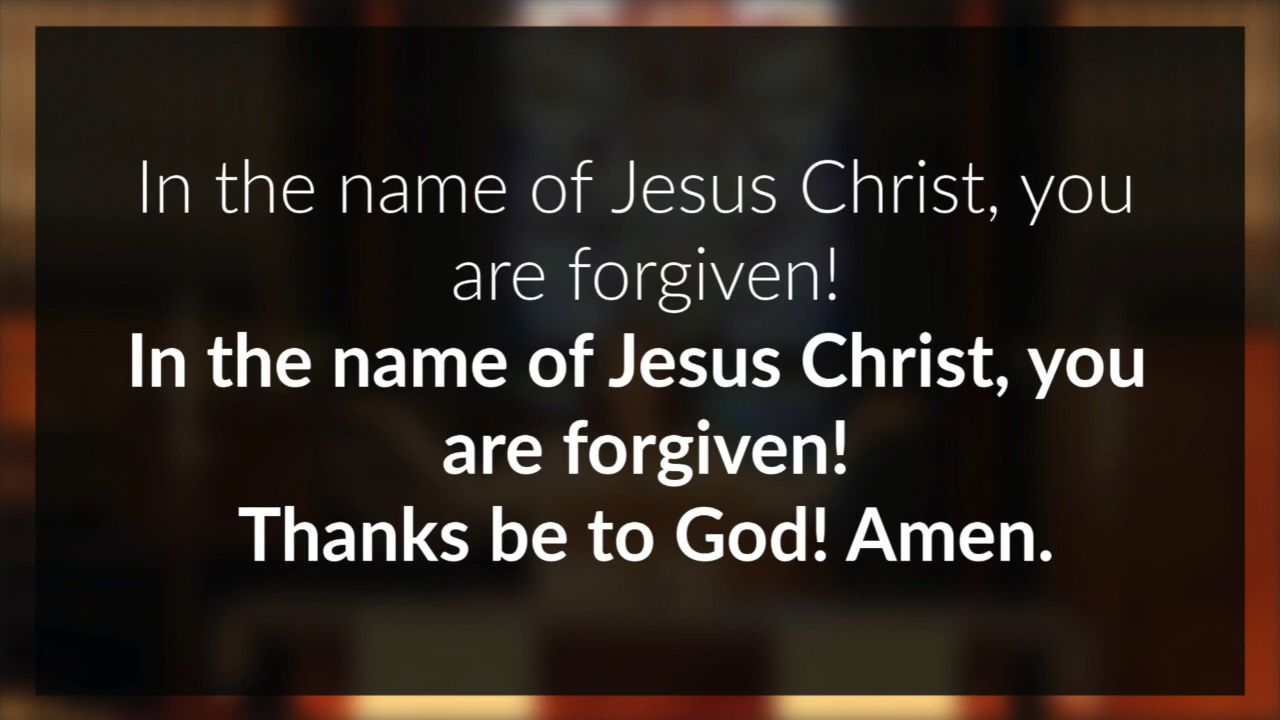 In the name of Jesus Christ, you
are forgiven!
In the name of Jesus Christ, you
are forgiven!
Thanks be to God! Amen.